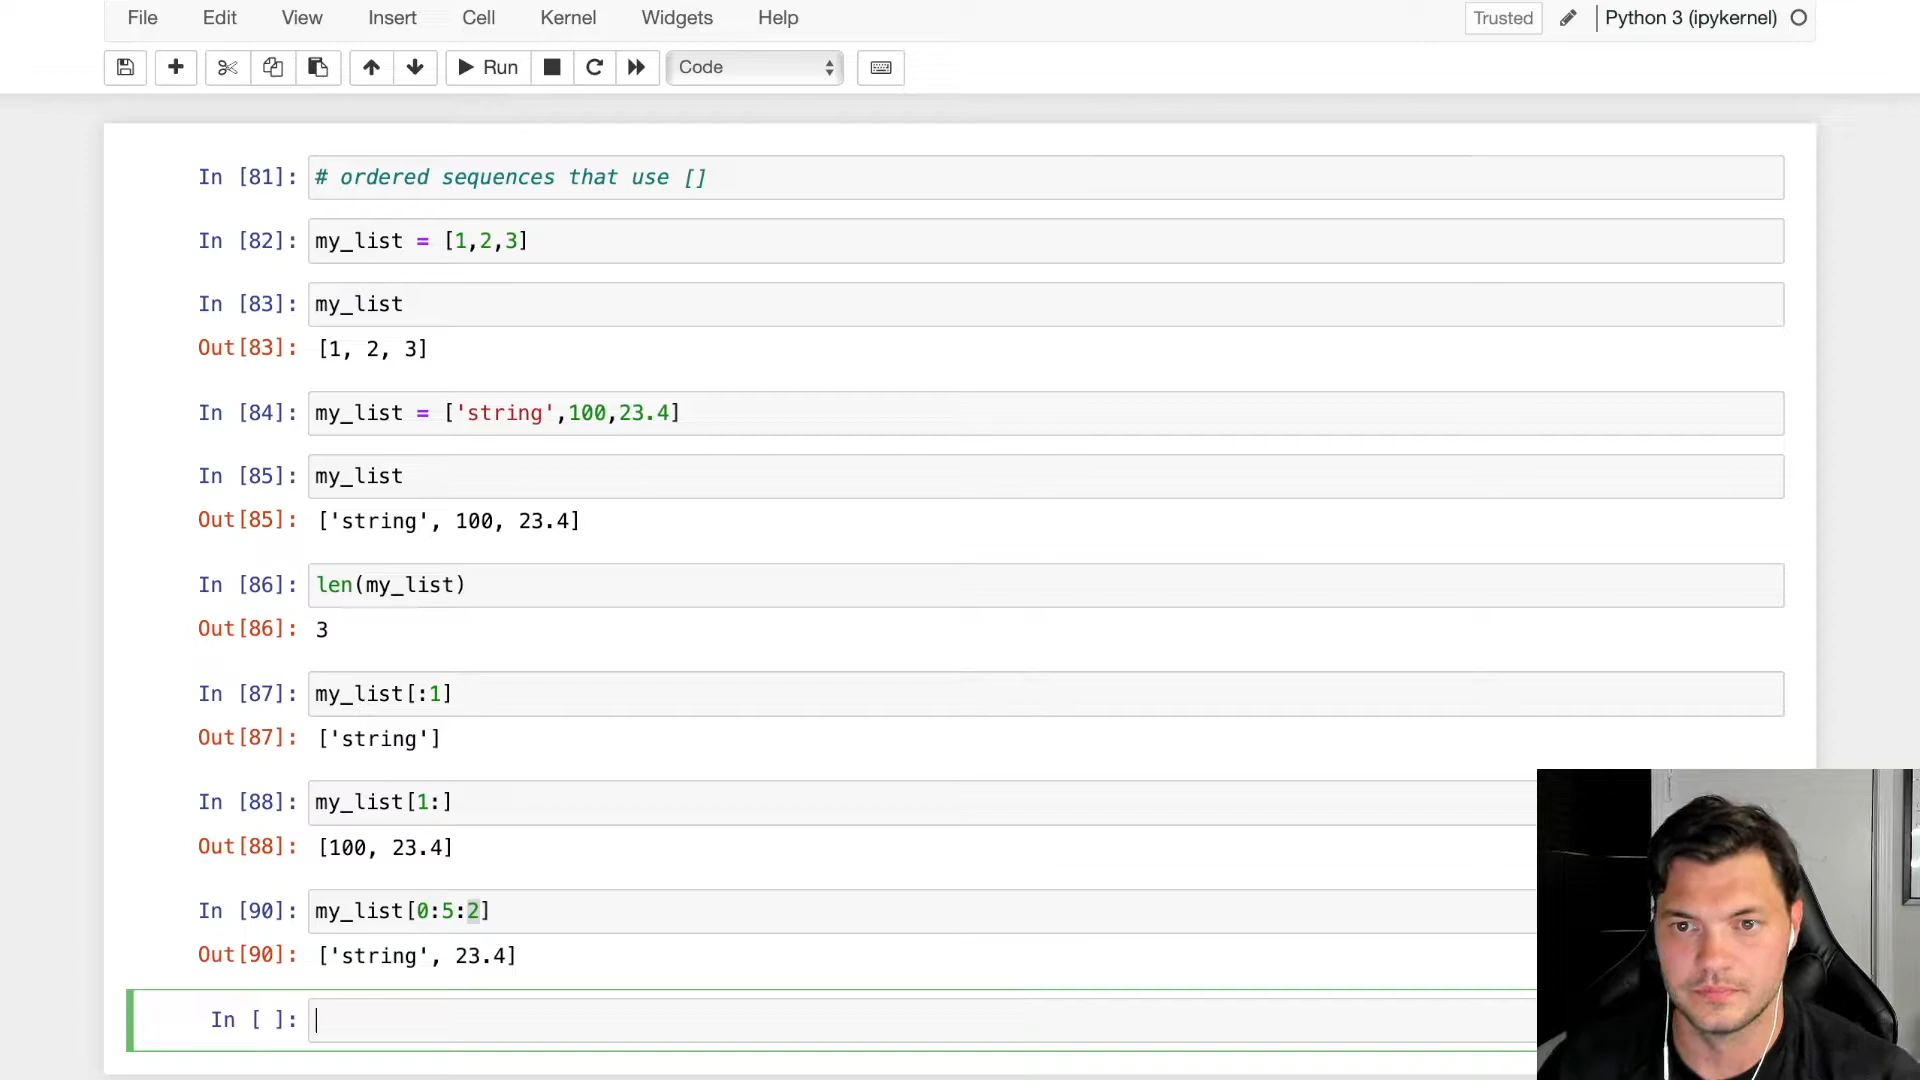 File Edit View Insert Cell Kernel Widgets Help Trusted Python 3 (ipykernel)
Run Code
In [81]: # ordered sequences that use []
In [82]: my_list = [1,2,3]
In [83]: my_list
Out[83]: [1, 2, 3]
In [84]: my_list = ['string',100,23.4]
In [85]: my_list
Out[85]: ['string', 100, 23.4]
In [86]: len(my_list)
Out[86]: 3
In [87]: my_list[:1]
Out[87]: ['string']
In [88]: my_list[1:]
Out[88]: [100, 23.4]
In [90]: my_list[0:5:2]
Out[90]: ['string', 23.4]
In [ ]: